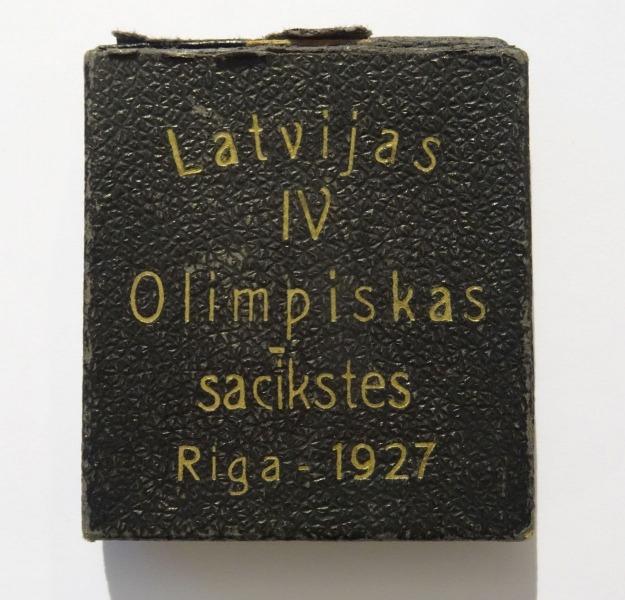 Latvijas
IV
Olimpiskas
sacīkstes
Riga - 1927